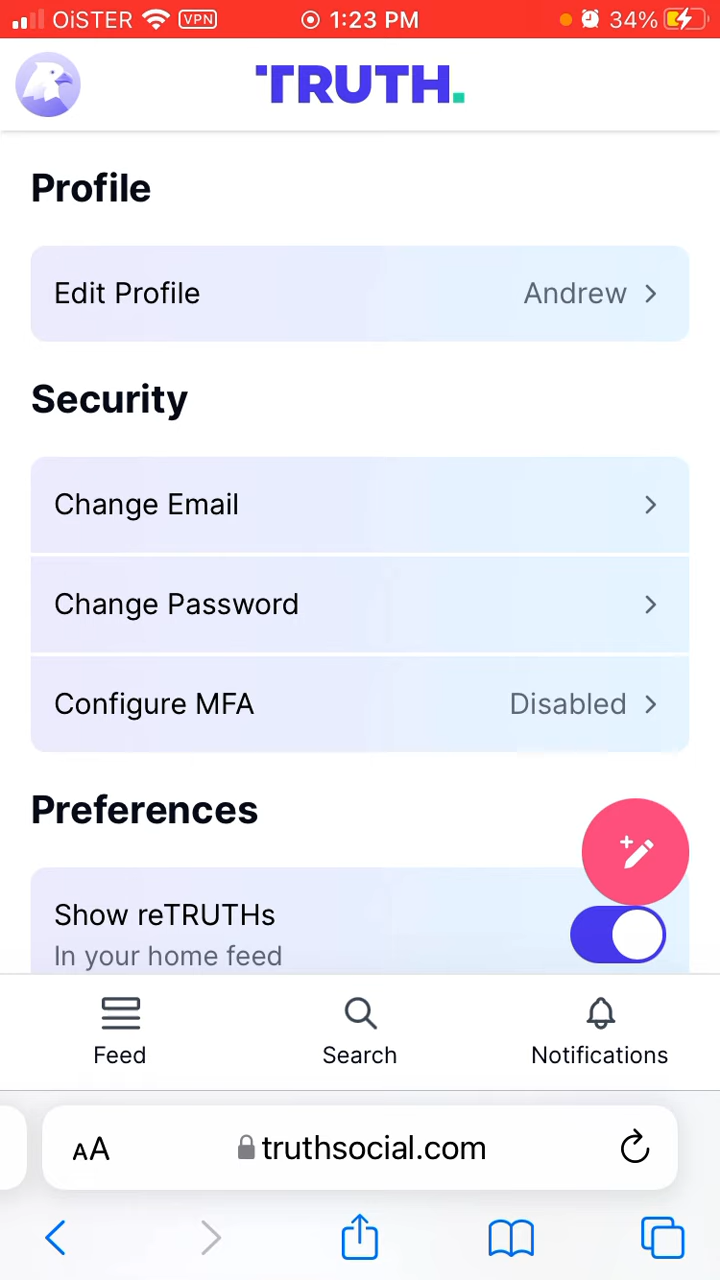 OiSTER VPN 1:23 PM 34%
TRUTH.
Profile
Edit Profile Andrew
Security
Change Email
Change Password
Configure MFA Disabled
Preferences
Show reTRUTHs
In your home feed
Feed Search Notifications
AA truthsocial.com